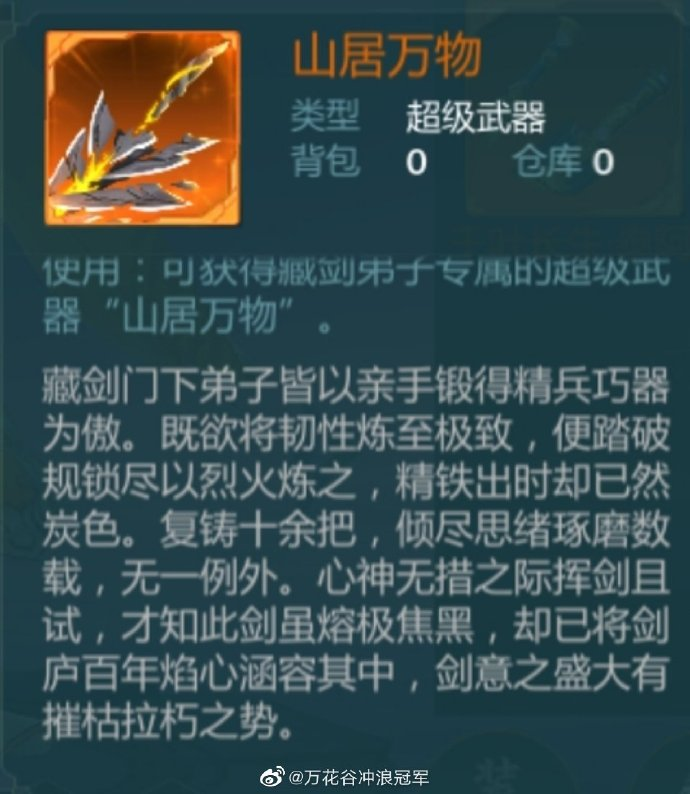 山居万物
类型 超级武器
背包 0 仓库 0
使用：可获得藏剑弟子专属的超级武
器“山居万物”。
藏剑门下弟子皆以亲手锻得精兵巧器
为傲。既欲将韧性炼至极致，便踏破
规锁尽以烈火炼之，精铁出时却已然
炭色。复铸十余把，倾尽思绪琢磨数
载，无一例外。心神无措之际挥剑且
试，才知此剑虽熔极焦黑，却已将剑
庐百年焰心涵容其中，剑意之盛大有
摧枯拉朽之势。
@万花谷冲浪冠军